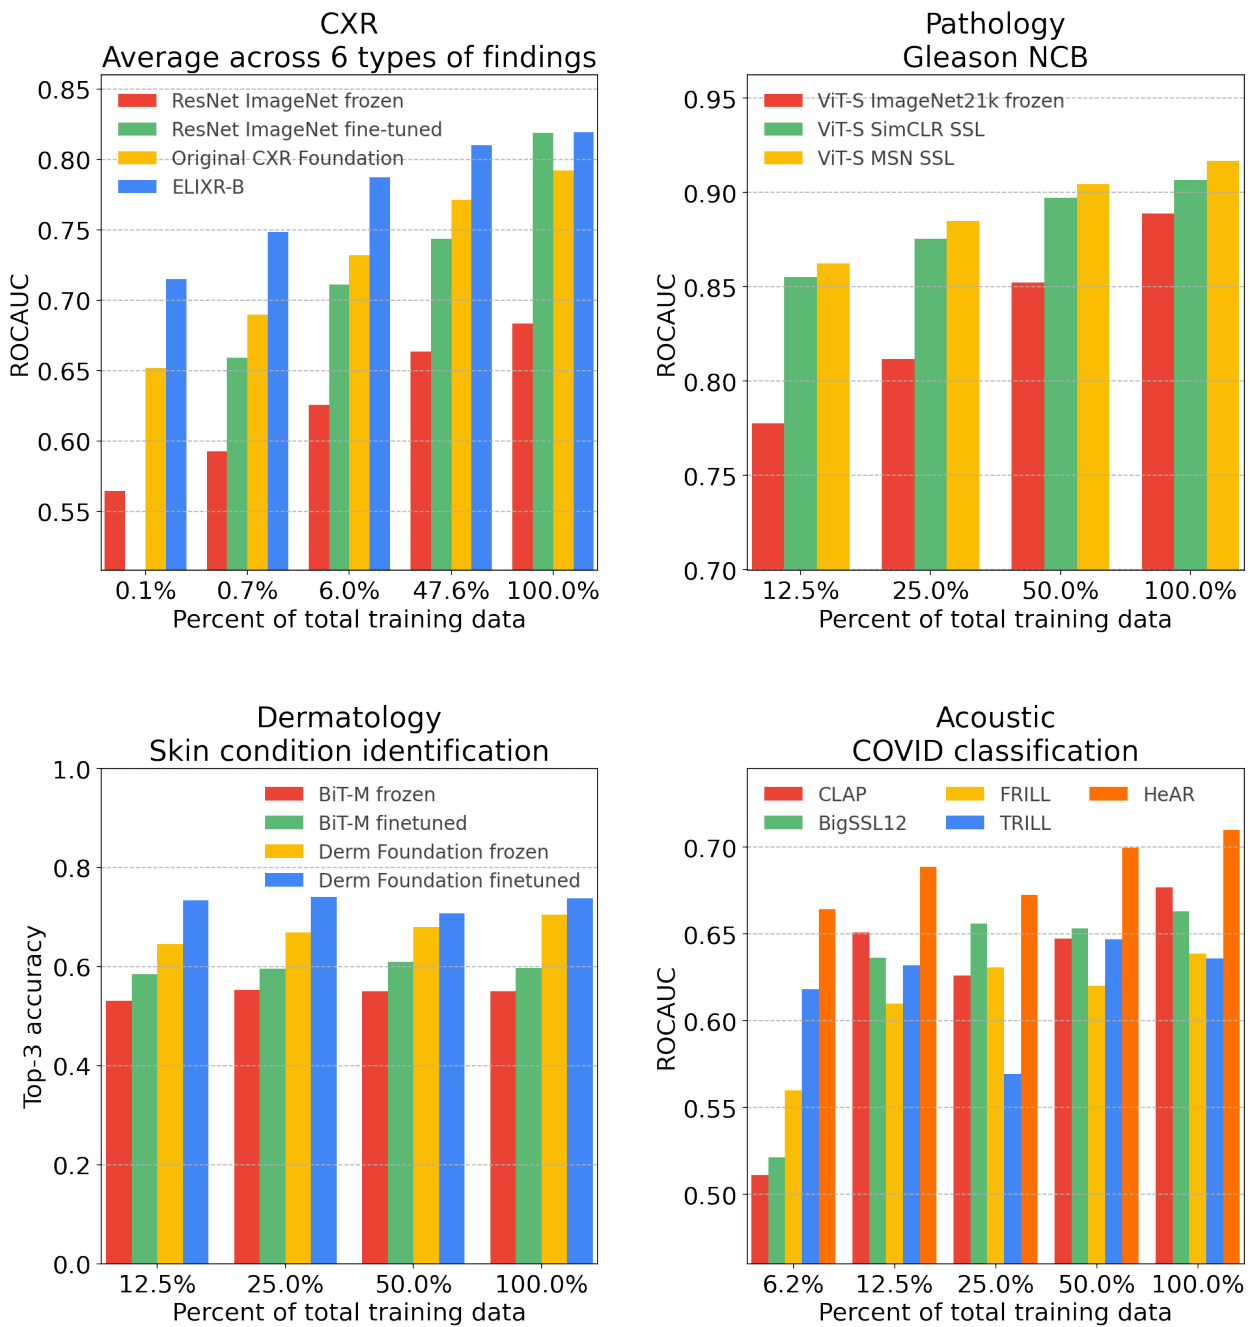 CXR
Average across 6 types of findings
ROCAUC
0.85
0.80
0.75
0.70
0.65
0.60
0.55
ResNet ImageNet frozen
ResNet ImageNet fine-tuned
Original CXR Foundation
ELIXR-B
0.1% 0.7% 6.0% 47.6% 100.0%
Percent of total training data
Pathology
Gleason NCB
ROCAUC
0.95
0.90
0.85
0.80
0.75
0.70
ViT-S ImageNet21k frozen
ViT-S SimCLR SSL
ViT-S MSN SSL
12.5% 25.0% 50.0% 100.0%
Percent of total training data
Dermatology
Skin condition identification
Top-3 accuracy
1.0
0.8
0.6
0.4
0.2
0.0
BiT-M frozen
BiT-M finetuned
Derm Foundation frozen
Derm Foundation finetuned
12.5% 25.0% 50.0% 100.0%
Percent of total training data
Acoustic
COVID classification
ROCAUC
0.70
0.65
0.60
0.55
0.50
CLAP FRILL HeAR
BigSSL12 TRILL
6.2% 12.5% 25.0% 50.0% 100.0%
Percent of total training data